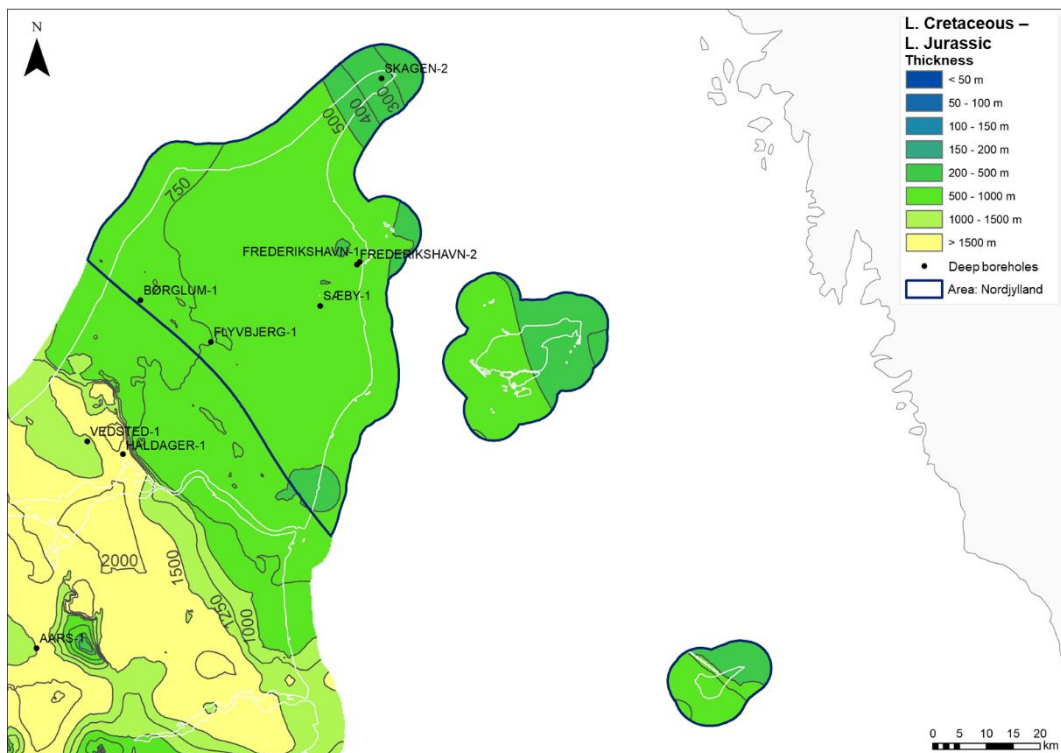 N
L. Cretaceous –
L. Jurassic
Thickness
< 50 m
50 - 100 m
100 - 150 m
150 - 200 m
200 - 500 m
500 - 1000 m
1000 - 1500 m
> 1500 m
Deep boreholes
Area: Nordjylland
SKAGEN-2
300
400
500
750
FREDERIKSHAVN-1
FREDERIKSHAVN-2
BØRGLUM-1
SÆBY-1
FLYVBJERG-1
VEDSTED-1
HALDAGER-1
2000
1500
1250
1000
AARS-1
0 5 10 15 20
km